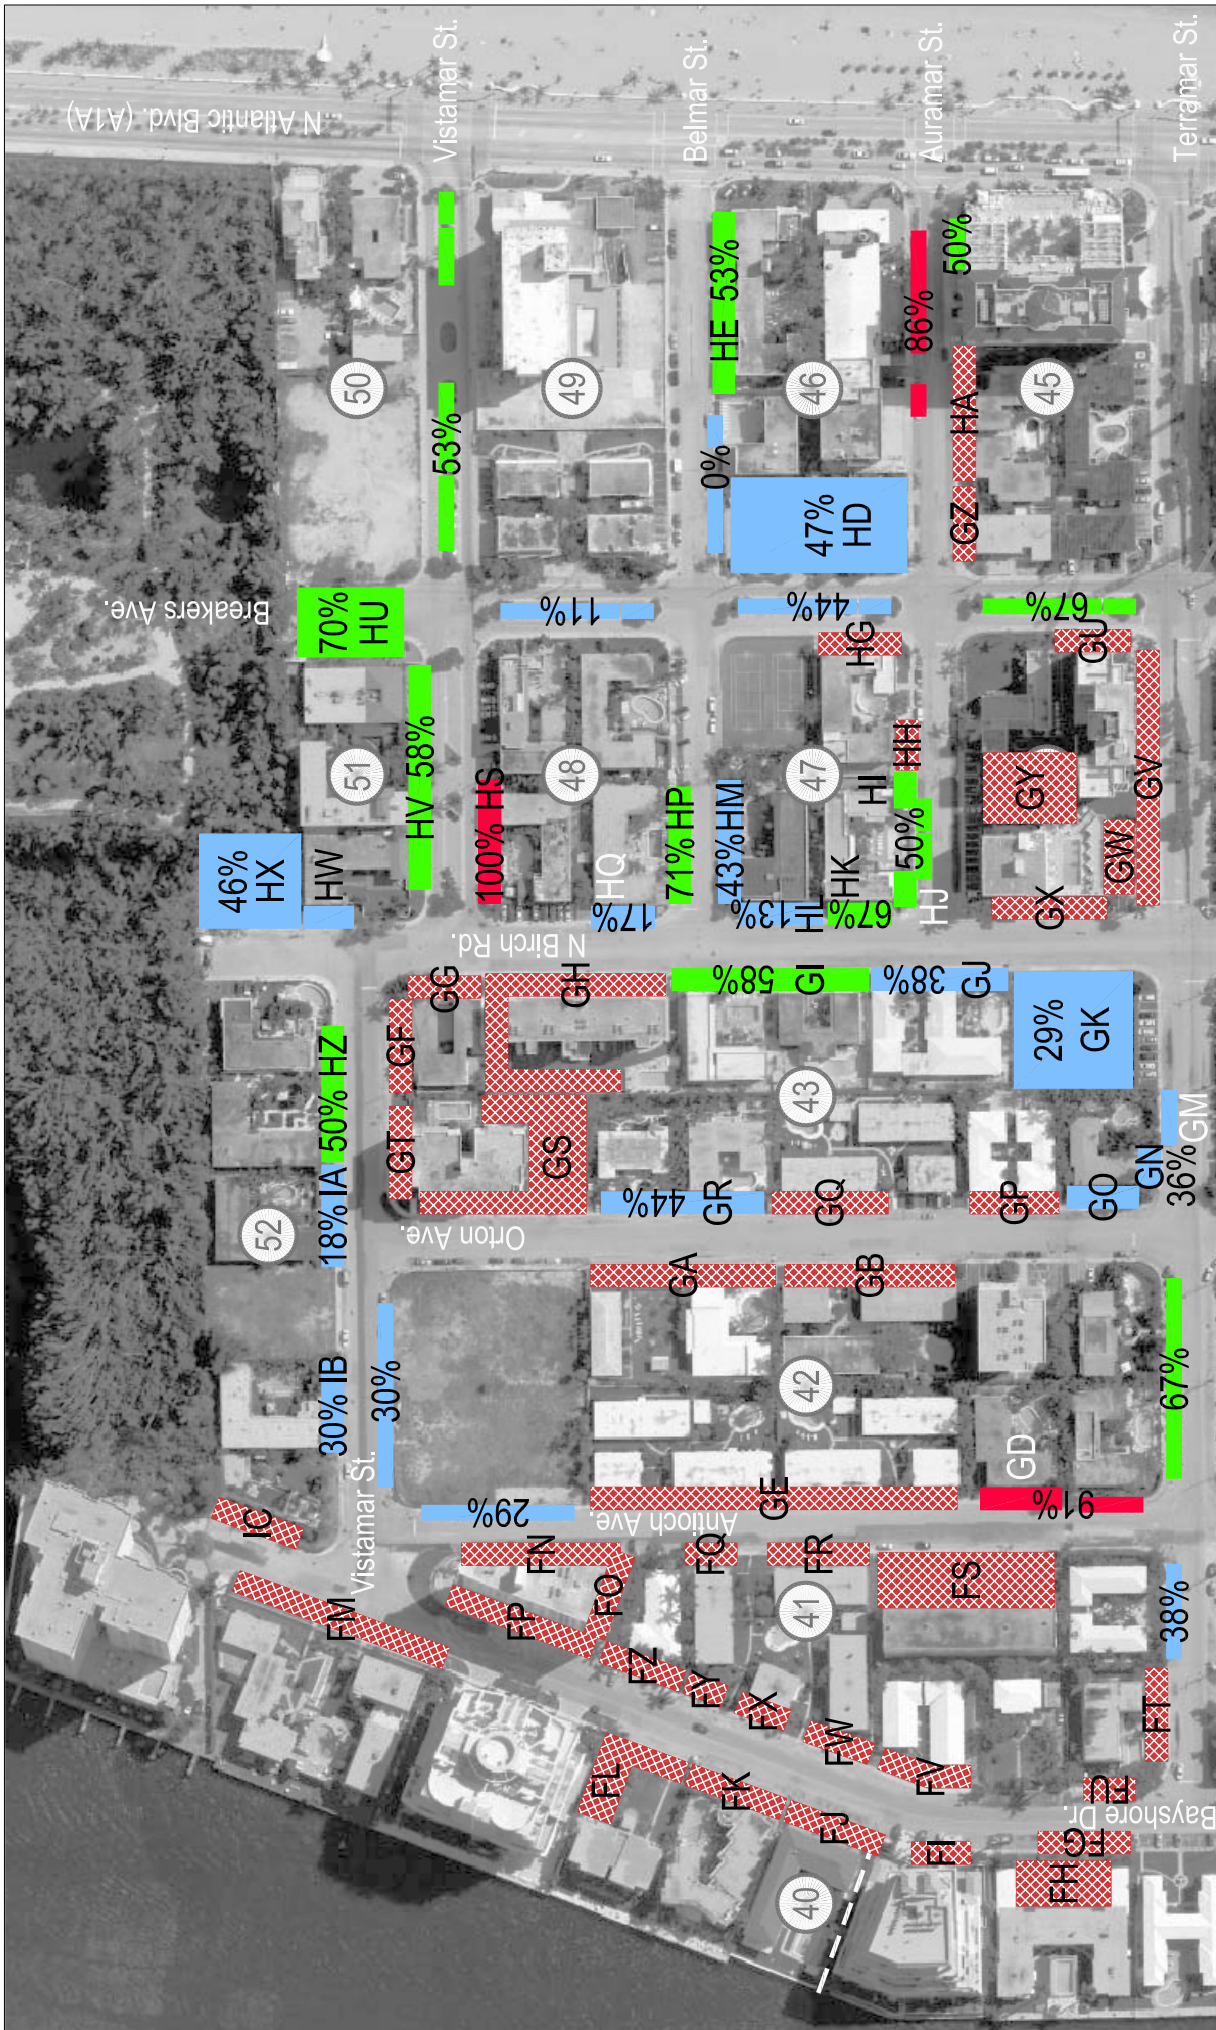 N Atlantic Blvd. (A1A)
Vistamar St.
Belmar St.
Auramar St.
Terramar St.
50%
HE 53%
86%
50
49
46
45
53%
0%
HA
47%
HD
GZ
Breakers Ave.
70%
HU
11%
44%
67%
HG
GU
HV 58%
51
48
47
HH
HI
GY
GV
100% HS
71% HP
43% HM
50%
46%
HX
HW
HQ
HK
GW
17%
13%
HL
67%
HJ
GX
N Birch Rd.
GG
GH
58%
GI
38%
GJ
29%
GK
50% HZ
GF
43
GM
18% IA
GT
GS
44%
GR
GQ
GP
GO
GN
36%
52
Orton Ave.
GA
GB
30% IB
30%
42
67%
Vistamar St.
29%
Antioch Ave.
GE
GD
91%
IC
FM
FN
FO
FP
FQ
FR
FS
41
38%
FZ
FY
FX
FW
FV
FT
FL
FK
FJ
FI
FG
FH
Bayshore Dr.
40